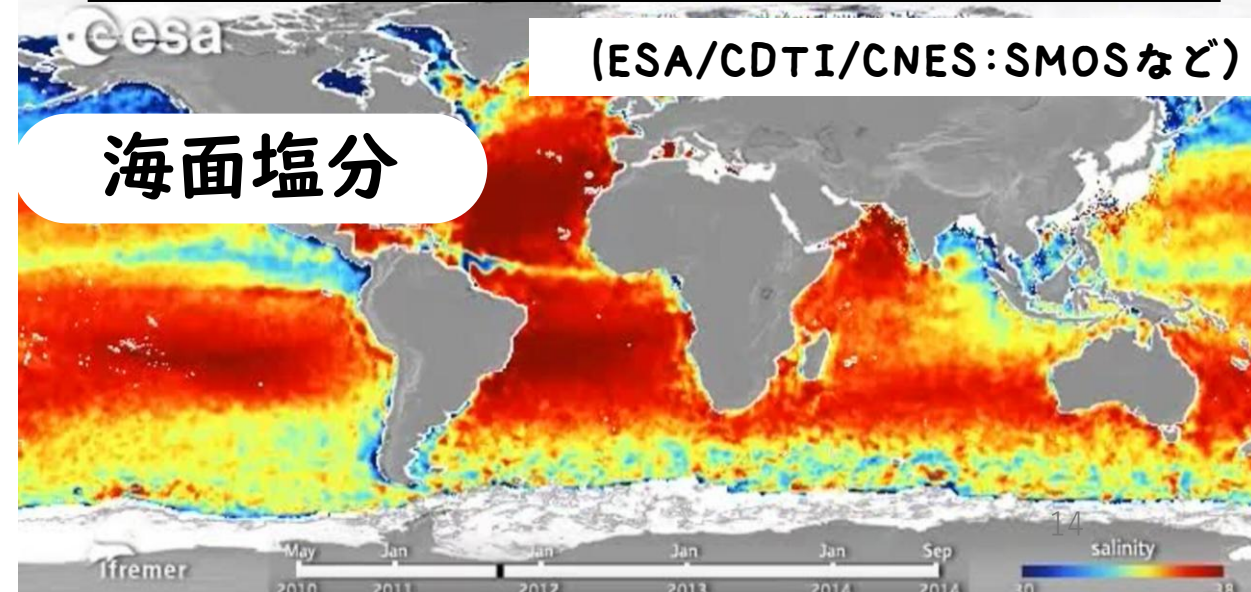 eesa
(ESA/CDTI/CNES:SMOSなど)
海面塩分
14
May Jan Jan Jan Jan Sep
salinity
Ifremer
2010 2011 2012 2013 2014 2014
30 38